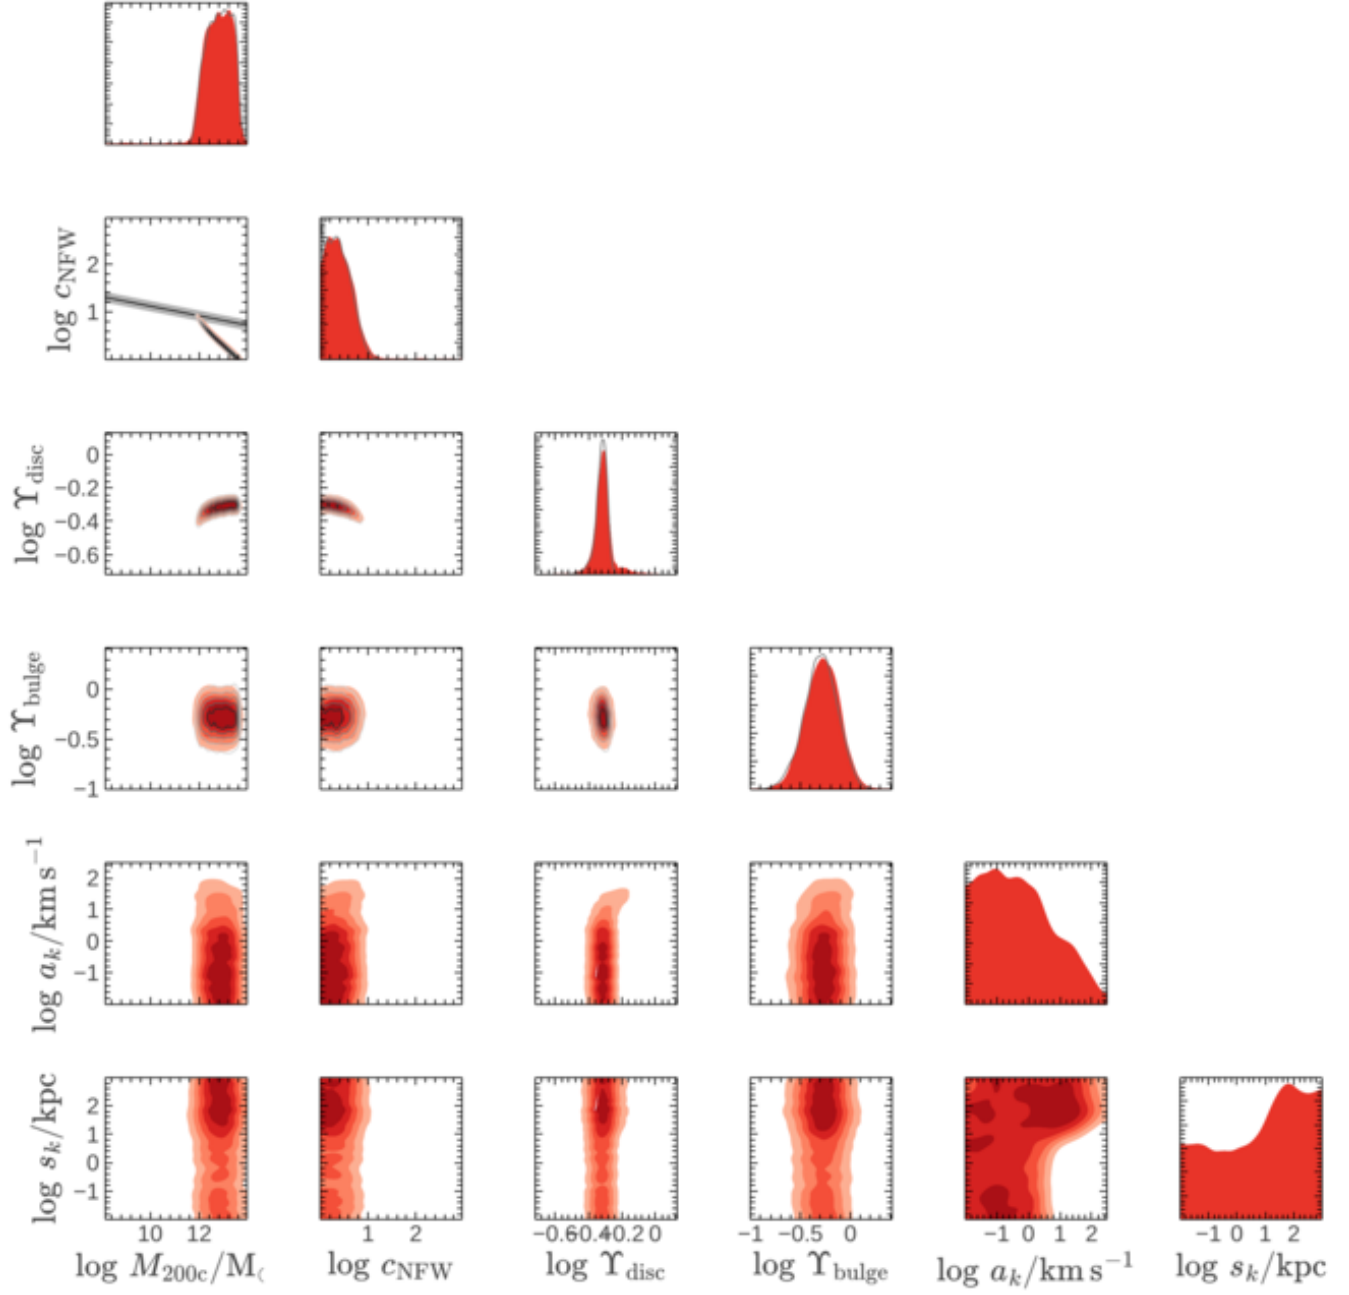 log c_NFW
2
1
log ϒ_disc
0
−0.2
−0.4
−0.6
log ϒ_bulge
0
−0.5
−1
log a_k/km s⁻¹
2
1
0
−1
log s_k/kpc
2
1
0
−1
10 12
1 2
−0.6 −0.4 −0.2 0
−1 −0.5 0
−1 0 1 2
−1 0 1 2
log M_200c/M
log c_NFW
log ϒ_disc
log ϒ_bulge
log a_k/km s⁻¹
log s_k/kpc